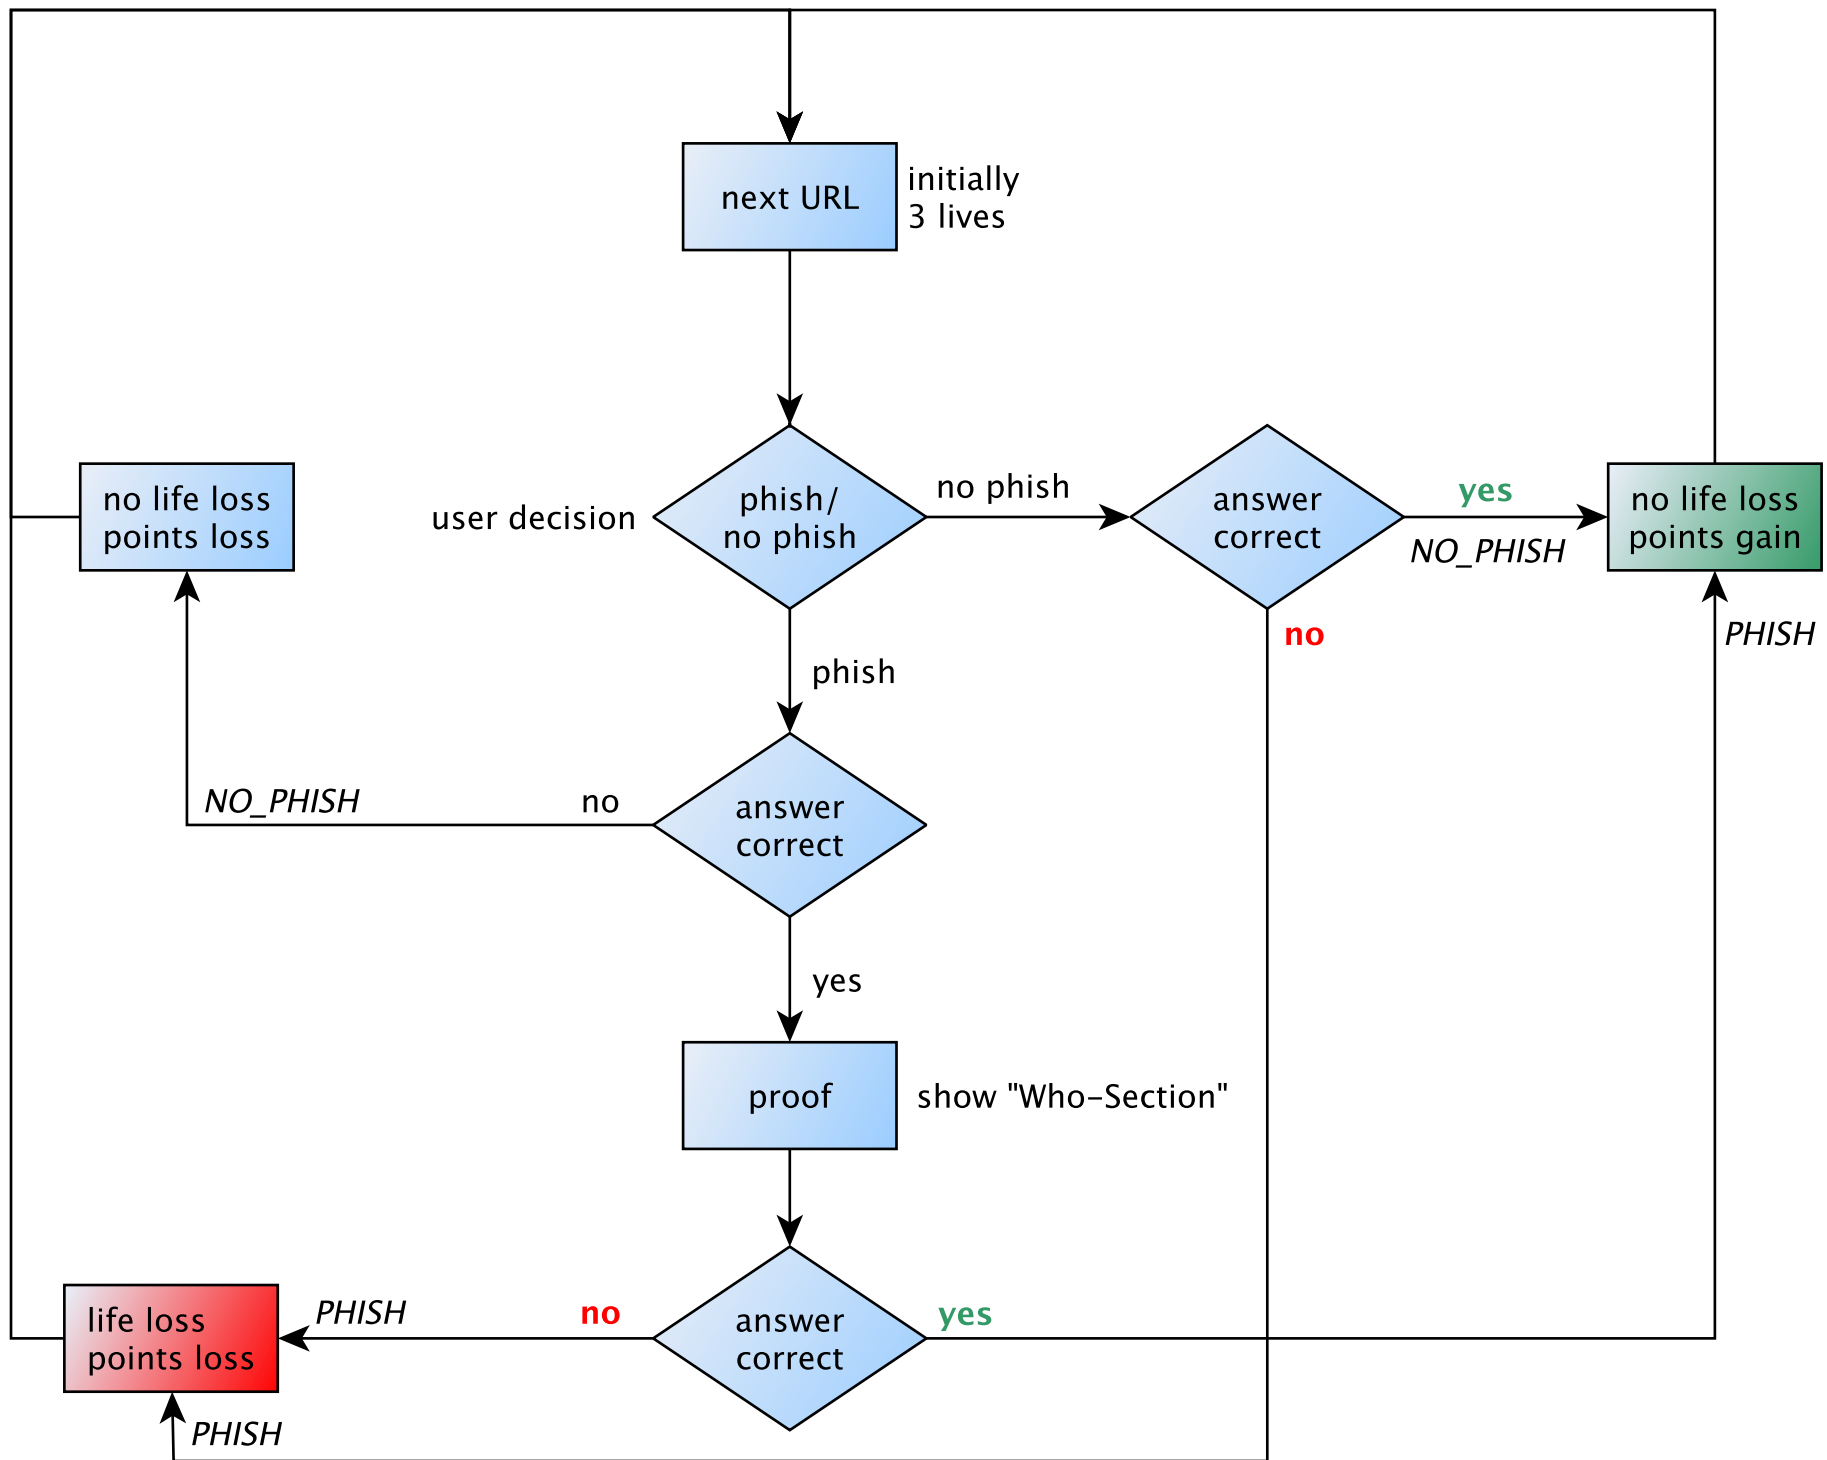 next URL
initially
3 lives
no life loss
points loss
user decision
phish/
no phish
no phish
answer
correct
yes
NO_PHISH
no life loss
points gain
no
PHISH
phish
NO_PHISH
no
answer
correct
yes
proof
show "Who–Section"
life loss
points loss
PHISH
no
answer
correct
yes
PHISH